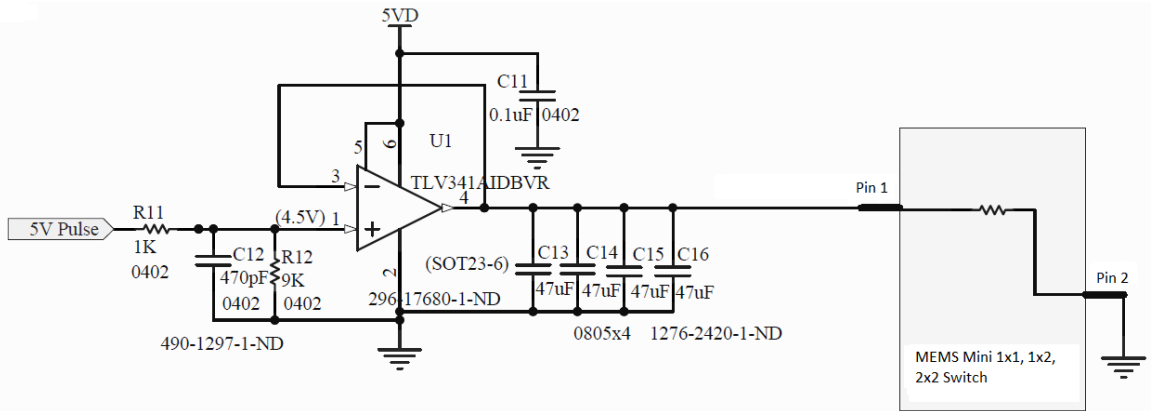 5VD
C11
0.1uF 0402
U1
5
6
3
TLV341AIDBVR
4
Pin 1
5V Pulse
R11
1K
0402
(4.5V) 1
C12
470pF
0402
R12
9K
0402
2
(SOT23-6)
C13
47uF
C14
47uF
C15
47uF
C16
47uF
Pin 2
296-17680-1-ND
490-1297-1-ND
0805x4
1276-2420-1-ND
MEMS Mini 1x1, 1x2,
2x2 Switch